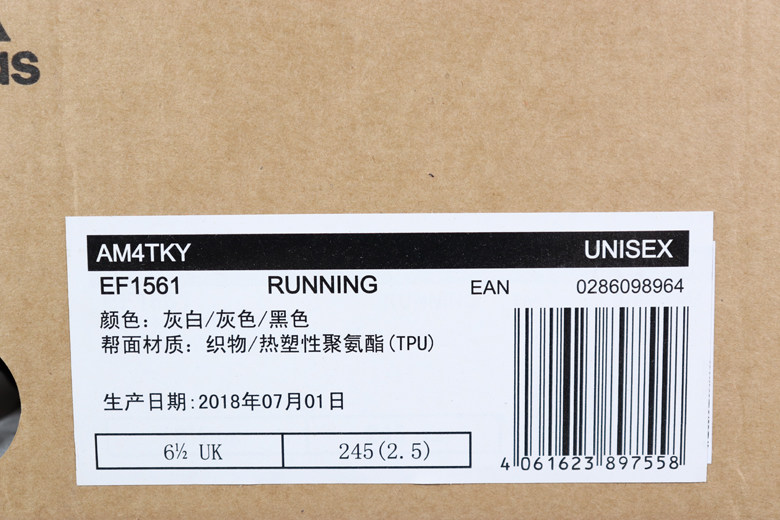 as
AM4TKY UNISEX
EF1561 RUNNING EAN 0286098964
颜色：灰白/灰色/黑色
帮面材质：织物/热塑性聚氨酯(TPU)
生产日期:2018年07月01日
6½ UK 245(2.5)
4 061623 897558